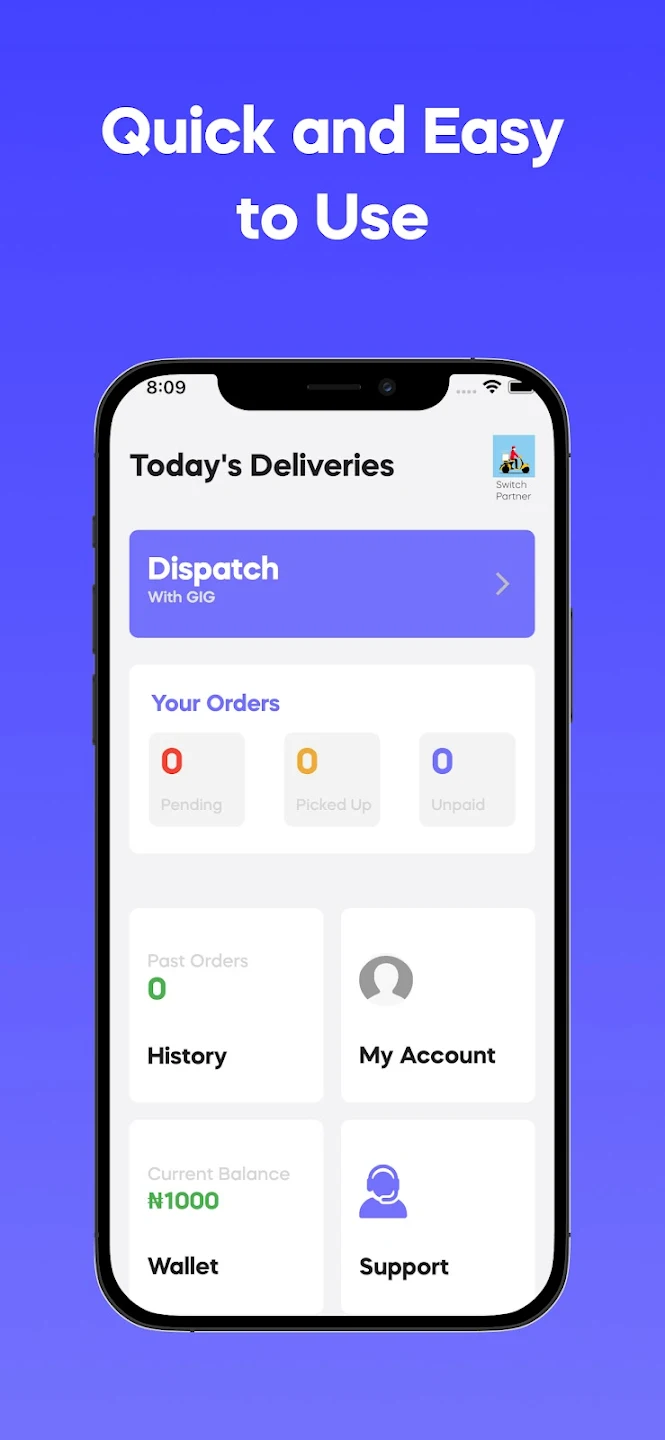 Quick and Easy
to Use
8:09
Today's Deliveries
Switch
Partner
Dispatch
With GIG
Your Orders
0
Pending
0
Picked Up
0
Unpaid
Past Orders
0
History
My Account
Current Balance
₦1000
Wallet
Support